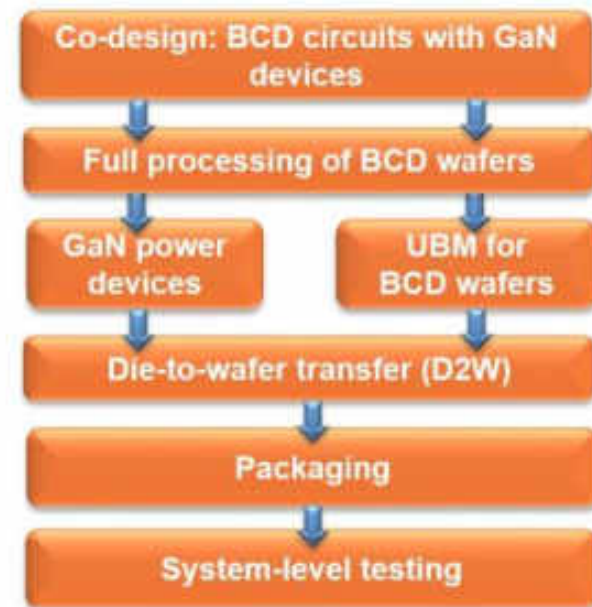 Co-design: BCD circuits with GaN
devices
Full processing of BCD wafers
GaN power
devices
UBM for
BCD wafers
Die-to-wafer transfer (D2W)
Packaging
System-level testing